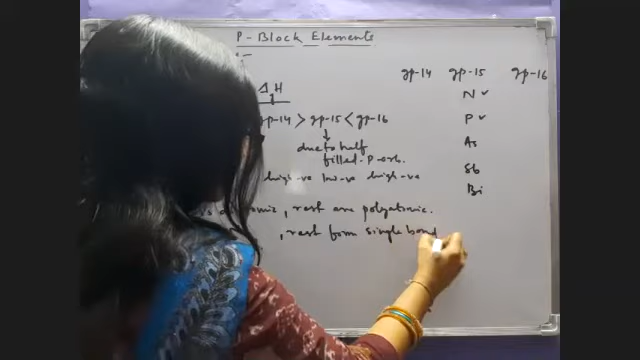 P-Block Elements
gp-14 gp-15 gp-16
ΔH
N ✓
gp-14 > gp-15 < gp-16
P ✓
due to half
As
filled-P-orb.
high-ve low-ve high-ve
Sb
Bi
, rest are polyatomic.
, rest form single bond